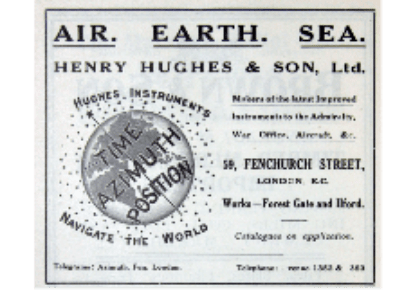 AIR. EARTH. SEA.
HENRY HUGHES & SON, Ltd.
HUGHES INSTRUMENTS
TIME
AZIMUTH
POSITION
NAVIGATE THE WORLD
Makers of the latest Improved
Instruments to the Admiralty,
War Office, Aircraft, &c.
59, FENCHURCH STREET,
LONDON, E.C.
Works—Forest Gate and Ilford.
Catalogues on application.
Telegrams: Azimuth, Fen, London.
Telephone: